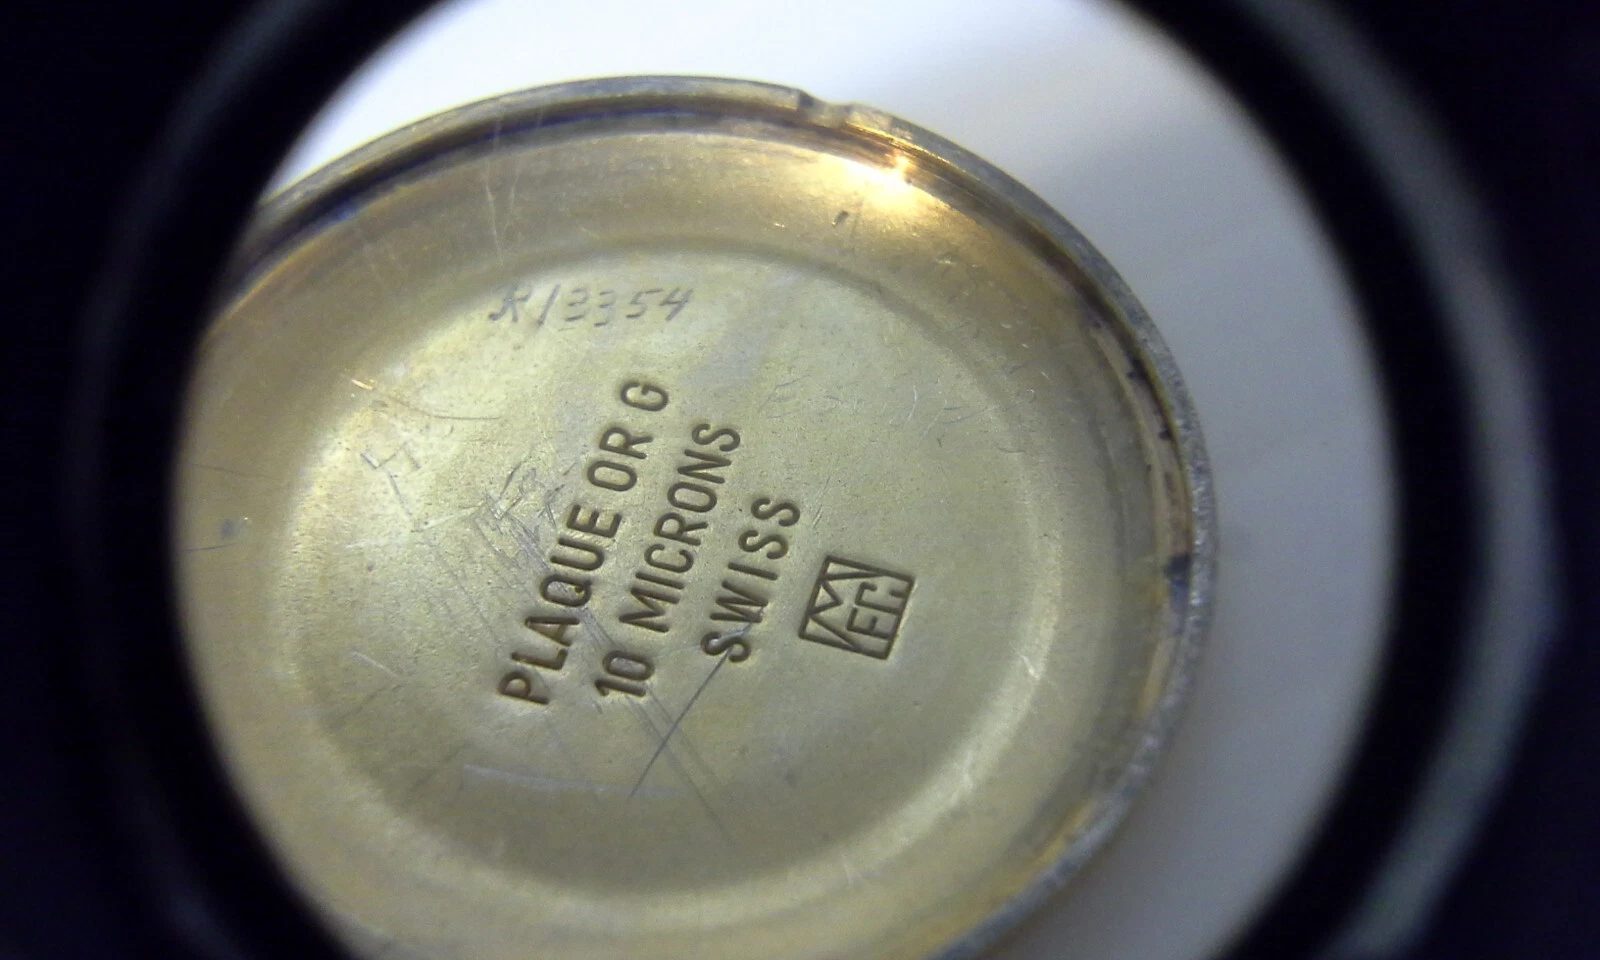 R13354
PLAQUE OR G
10 MICRONS
SWISS